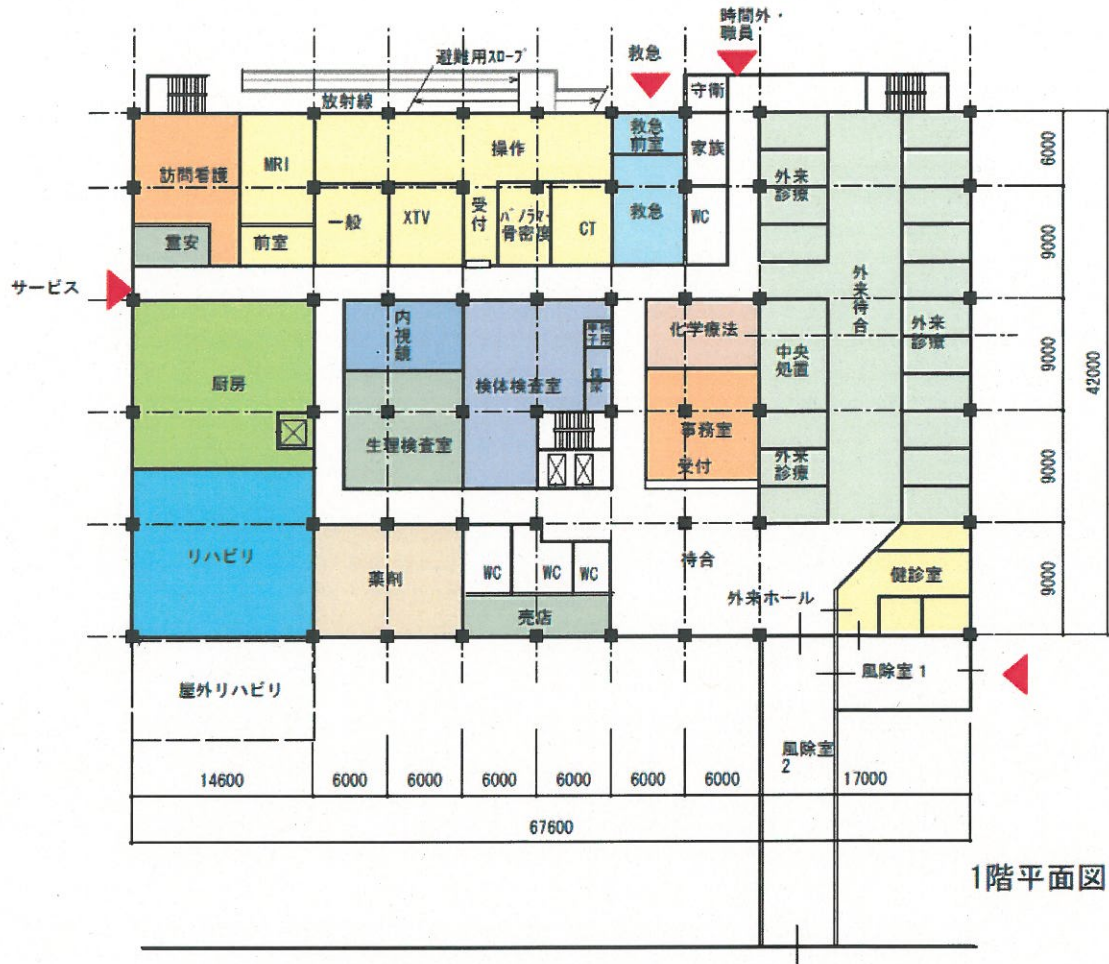 時間外・
職員
救急
避難用スロープ
放射線
守衛
救急
前室
家族
操作
MRI
訪問看護
外来
診療
一般
XTV
受付
パノラマ・
骨密度
CT
救急
WC
霊安
前室
外来待合
サービス
内視鏡
化学療法
外来
診療
中央
処置
厨房
検体検査室
採尿
事務室
生理検査室
受付
外来
診療
リハビリ
薬剤
WC
WC
WC
待合
健診室
外来ホール
売店
風除室1
屋外リハビリ
風除室
2
6000
9000
9000
9000
9000
42000
14600
6000
6000
6000
6000
6000
6000
17000
67600
1階平面図